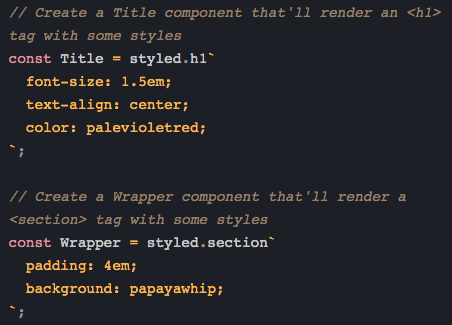 // Create a Title component that'll render an <h1>
tag with some styles
const Title = styled.h1`
  font-size: 1.5em;
  text-align: center;
  color: palevioletred;
`;

// Create a Wrapper component that'll render a
<section> tag with some styles
const Wrapper = styled.section`
  padding: 4em;
  background: papayawhip;
`;